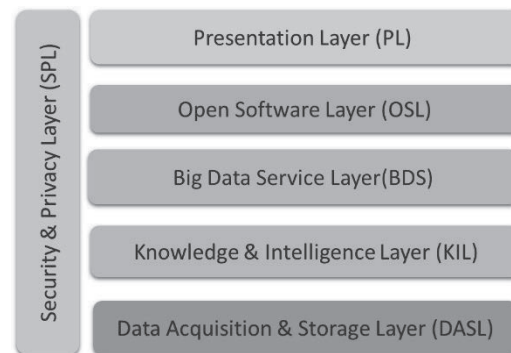 Security & Privacy Layer (SPL)
Presentation Layer (PL)
Open Software Layer (OSL)
Big Data Service Layer(BDS)
Knowledge & Intelligence Layer (KIL)
Data Acquisition & Storage Layer (DASL)